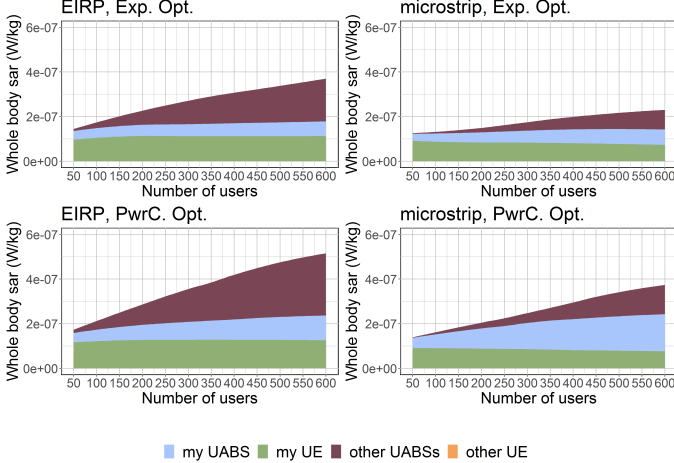 EIRP, Exp. Opt.
microstrip, Exp. Opt.
Whole body sar (W/kg)
6e-07
4e-07
2e-07
0e+00
50 100 150 200 250 300 350 400 450 500 550 600
Number of users
Whole body sar (W/kg)
6e-07
4e-07
2e-07
0e+00
50 100 150 200 250 300 350 400 450 500 550 600
Number of users
EIRP, PwrC. Opt.
microstrip, PwrC. Opt.
Whole body sar (W/kg)
6e-07
4e-07
2e-07
0e+00
50 100 150 200 250 300 350 400 450 500 550 600
Number of users
Whole body sar (W/kg)
6e-07
4e-07
2e-07
0e+00
50 100 150 200 250 300 350 400 450 500 550 600
Number of users
my UABS my UE other UABSs other UE